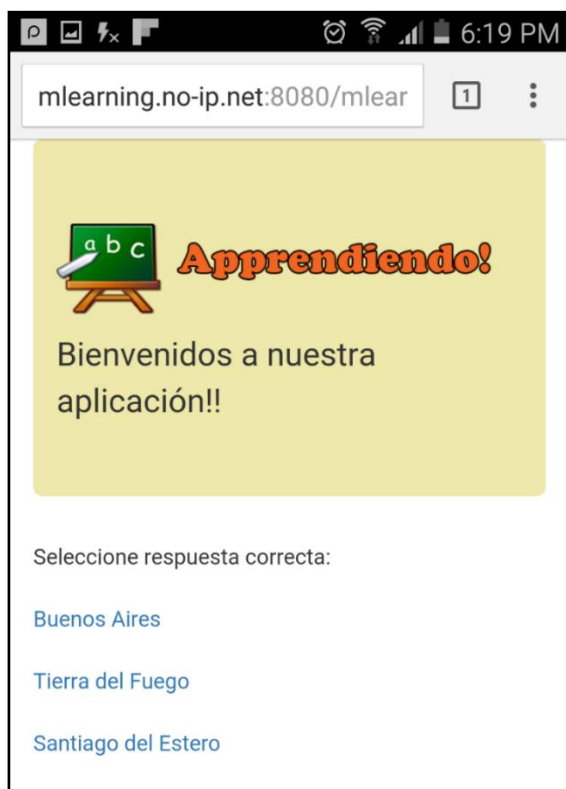 6:19 PM
mlearning.no-ip.net:8080/mlear
1
a b c
Apprendiendo!
Bienvenidos a nuestra
aplicación!!
Seleccione respuesta correcta:
Buenos Aires
Tierra del Fuego
Santiago del Estero